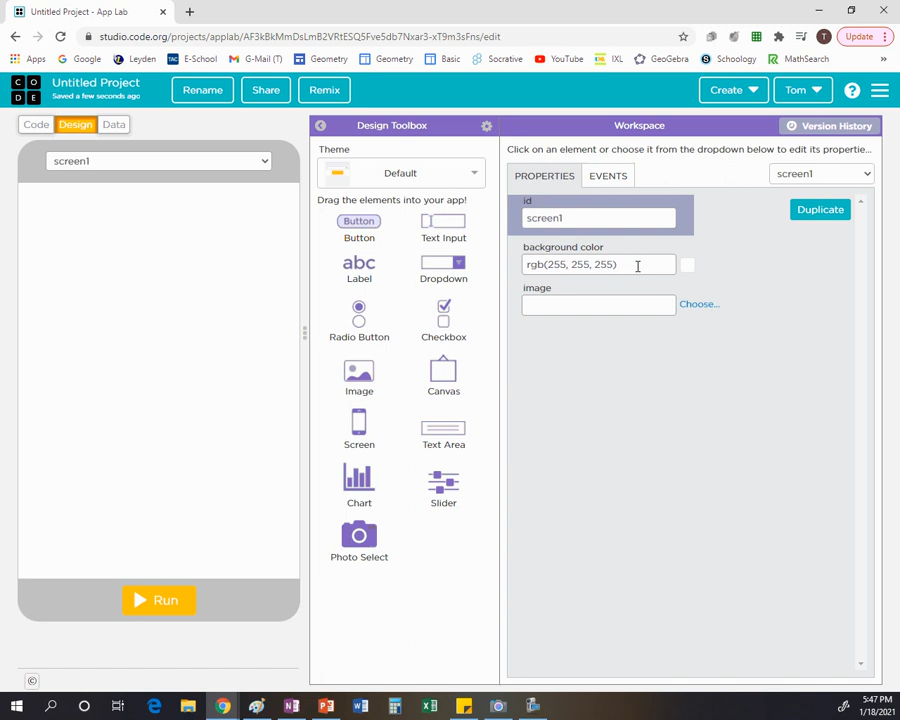 Untitled Project - App Lab
studio.code.org/projects/applab/AF3kBkMmDsLmB2VRtESQ5Fve5db7Nxar3-xT9m3sFns/edit
T
Update
Apps
Google
Leyden
TAC E-School
G-Mail (T)
Geometry
Geometry
Basic
Socrative
YouTube
IXL
GeoGebra
Schoology
MathSearch
»
C O
D E
Untitled Project
Saved a few seconds ago
Rename
Share
Remix
Create
Tom
?
Code
Design
Data
screen1
Run
©
Design Toolbox
Theme
Default
Drag the elements into your app!
Button
Button
Text Input
abc
Label
Dropdown
Radio Button
Checkbox
Image
Canvas
Screen
Text Area
Chart
Slider
Photo Select
Workspace
Version History
Click on an element or choose it from the dropdown below to edit its propertie...
PROPERTIES
EVENTS
screen1
id
screen1
Duplicate
background color
rgb(255, 255, 255)
image
Choose...
5:47 PM
1/18/2021